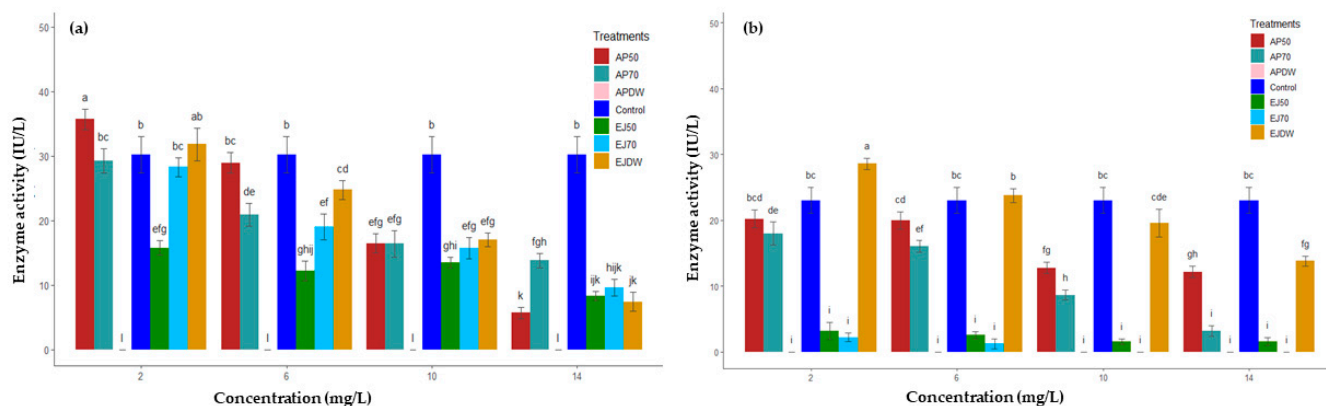 (a)
Treatments
AP50
AP70
APDW
Control
EJ50
EJ70
EJDW
Enzyme activity (IU/L)
50
40
30
20
10
0
a
bc
l
b
efg
bc
ab
bc
de
l
b
ghij
ef
cd
efg
efg
l
b
ghi
efg
efg
k
fgh
l
b
ijk
hijk
jk
2
6
10
14
Concentration (mg/L)
(b)
Treatments
AP50
AP70
APDW
Control
EJ50
EJ70
EJDW
Enzyme activity (IU/L)
50
40
30
20
10
0
bcd
de
i
bc
i
i
a
cd
ef
i
bc
i
i
b
fg
h
i
bc
i
i
cde
gh
i
i
bc
i
i
fg
2
6
10
14
Concentration (mg/L)